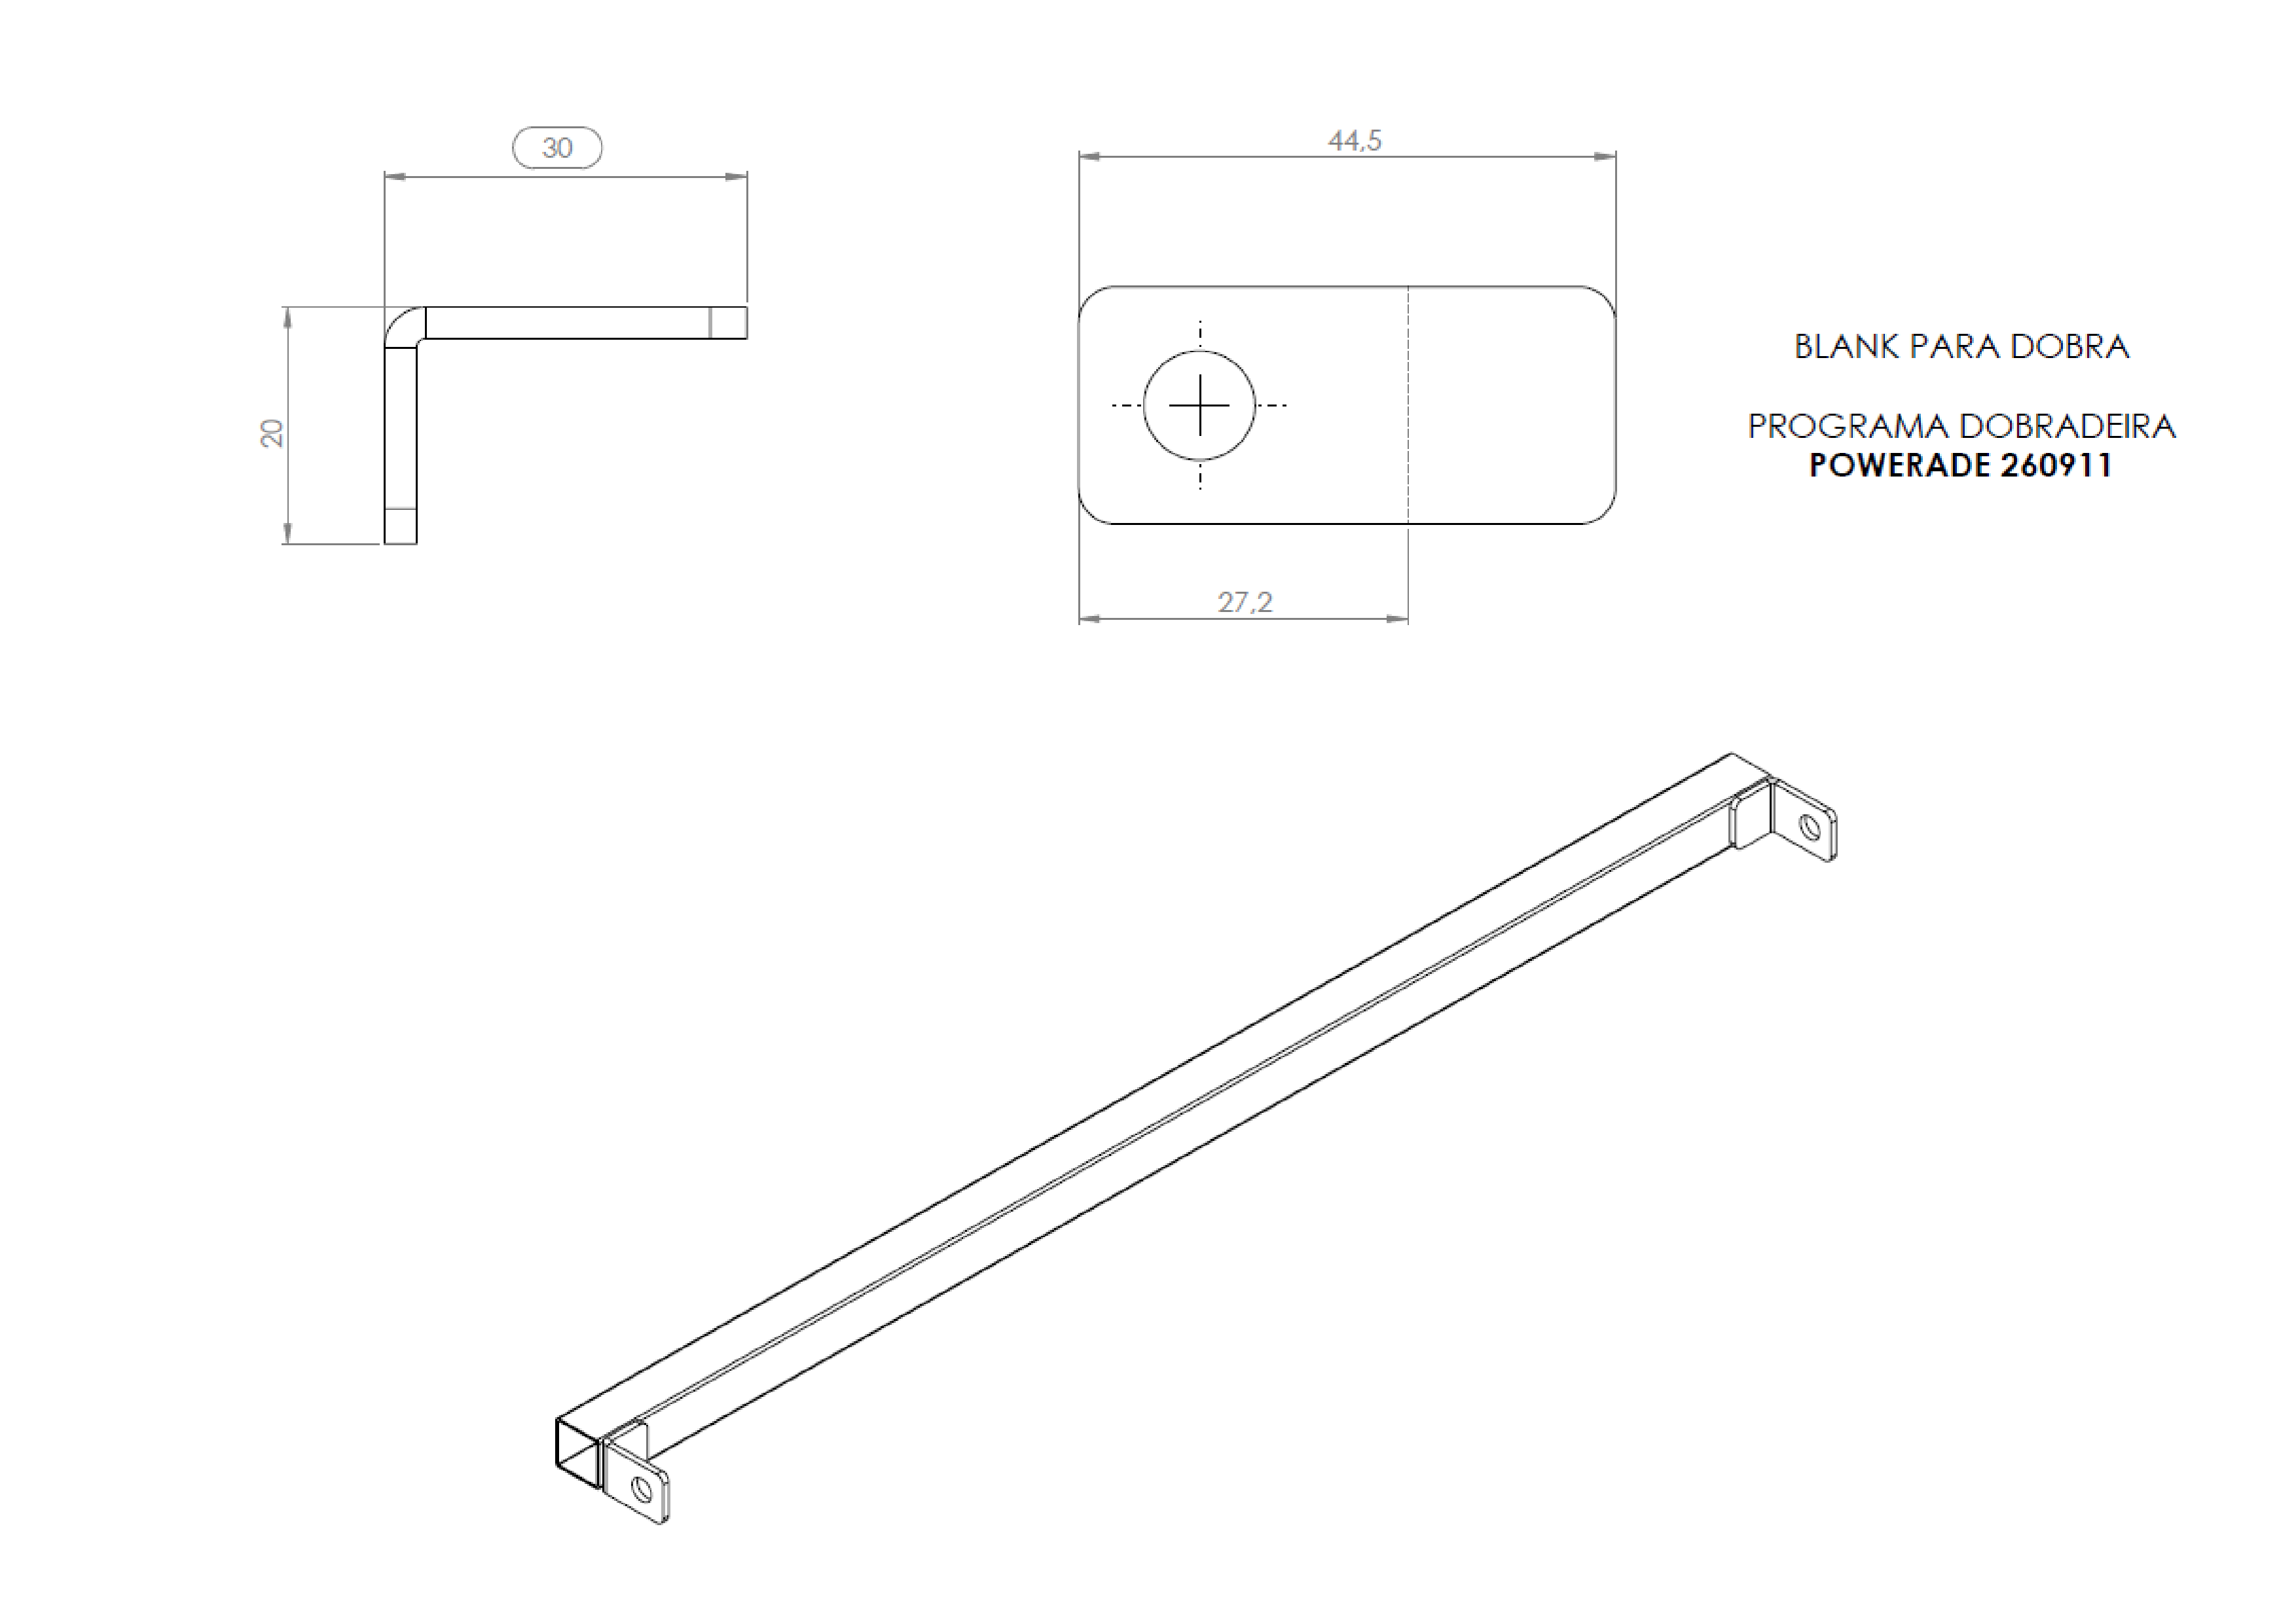 30
44,5
20
27,2
BLANK PARA DOBRA
PROGRAMA DOBRADEIRA
POWERADE 260911